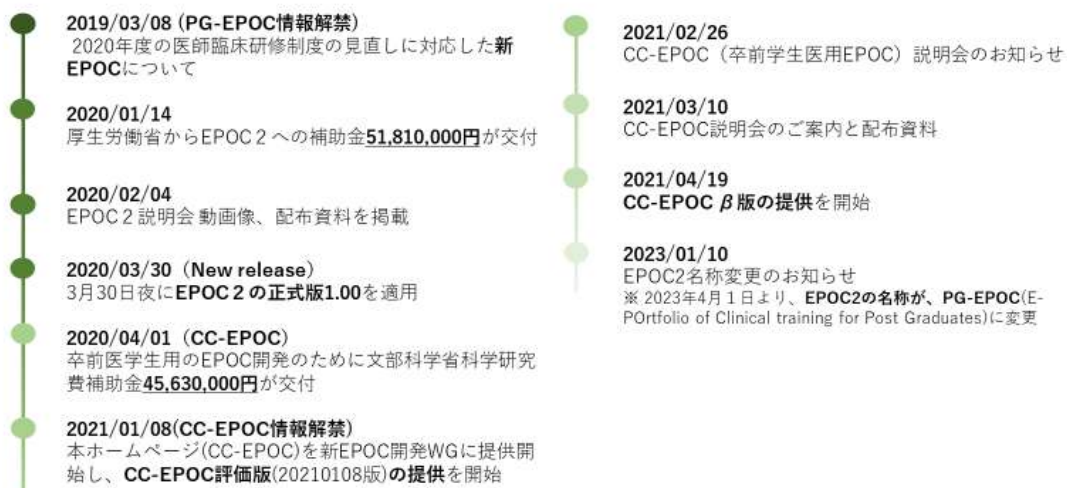 2019/03/08 (PG-EPOC情報解禁)
2020年度の医師臨床研修制度の見直しに対応した新
EPOCについて
2020/01/14
厚生労働省からEPOC２への補助金51,810,000円が交付
2020/02/04
EPOC２説明会 動画像、配布資料を掲載
2020/03/30（New release）
3月30日夜にEPOC２の正式版1.00を適用
2020/04/01（CC-EPOC）
卒前医学生用のEPOC開発のために文部科学省科学研究
費補助金45,630,000円が交付
2021/01/08(CC-EPOC情報解禁）
本ホームページ(CC-EPOC)を新EPOC開発WGに提供開
始し、CC-EPOC評価版(20210108版)の提供を開始
2021/02/26
CC-EPOC（卒前学生医用EPOC）説明会のお知らせ
2021/03/10
CC-EPOC説明会のご案内と配布資料
2021/04/19
CC-EPOC β版の提供を開始
2023/01/10
EPOC2名称変更のお知らせ
※ 2023年4月１日より、EPOC2の名称が、PG-EPOC(E-
POrtfolio of Clinical training for Post Graduates)に変更